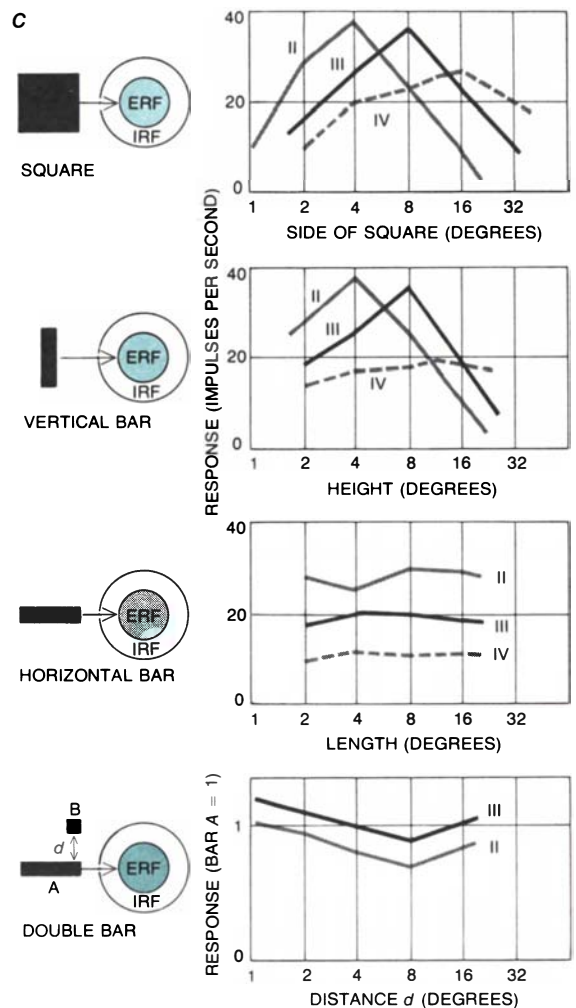 C
ERF
IRF
SQUARE
RESPONSE (IMPULSES PER SECOND)
40
20
0
II
III
IV
1 2 4 8 16 32
SIDE OF SQUARE (DEGREES)
ERF
IRF
VERTICAL BAR
40
20
0
II
III
IV
1 2 4 8 16 32
HEIGHT (DEGREES)
ERF
IRF
HORIZONTAL BAR
40
20
0
II
III
IV
1 2 4 8 16 32
LENGTH (DEGREES)
B
d
A
ERF
IRF
DOUBLE BAR
RESPONSE (BAR A = 1)
1
0
III
II
1 2 4 8 16 32
DISTANCE d (DEGREES)